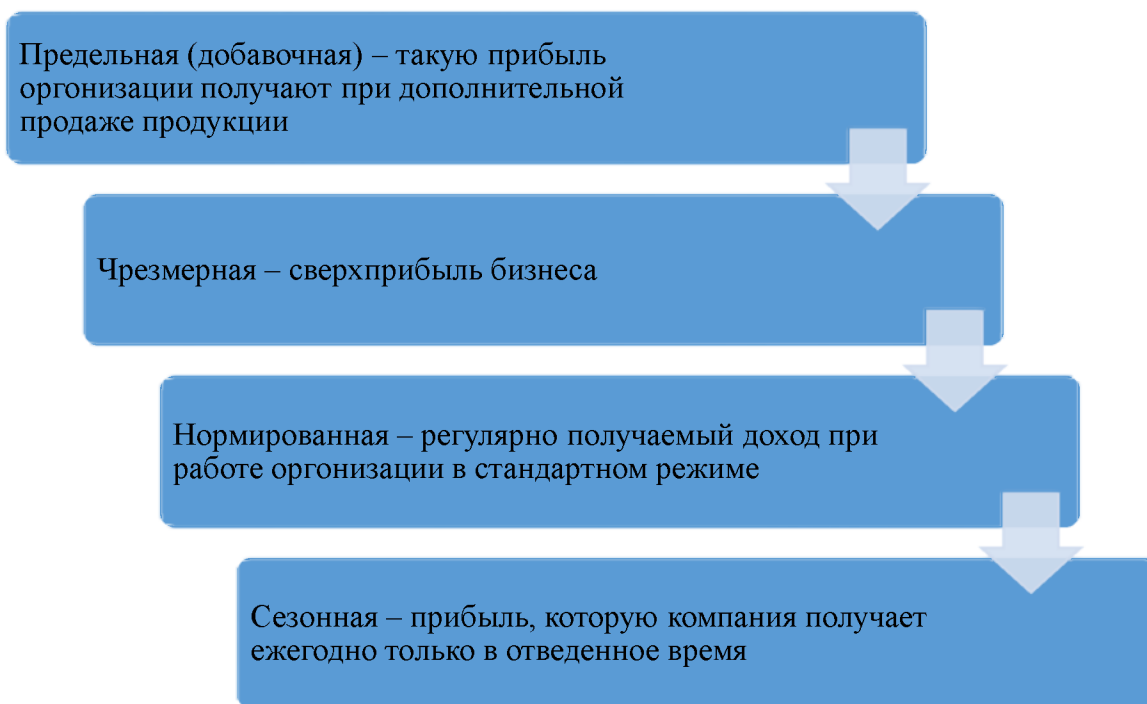 Предельная (добавочная) – такую прибыль
оргонизации получают при дополнительной
продаже продукции
Чрезмерная – сверхприбыль бизнеса
Нормированная – регулярно получаемый доход при
работе оргонизации в стандартном режиме
Сезонная – прибыль, которую компания получает
ежегодно только в отведенное время